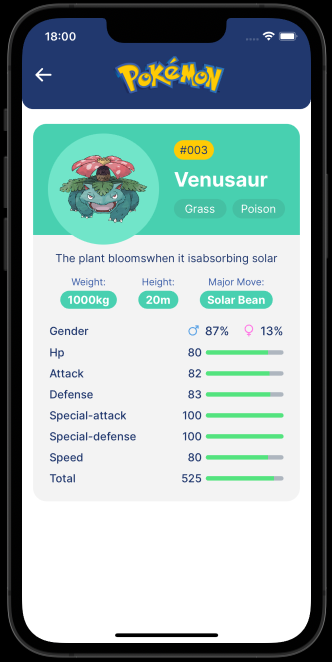 18:00
POKéMON
#003
Venusaur
Grass Poison
The plant bloomswhen it isabsorbing solar
Weight: Height: Major Move:
1000kg 20m Solar Bean
Gender ♂ 87% ♀ 13%
Hp 80
Attack 82
Defense 83
Special-attack 100
Special-defense 100
Speed 80
Total 525